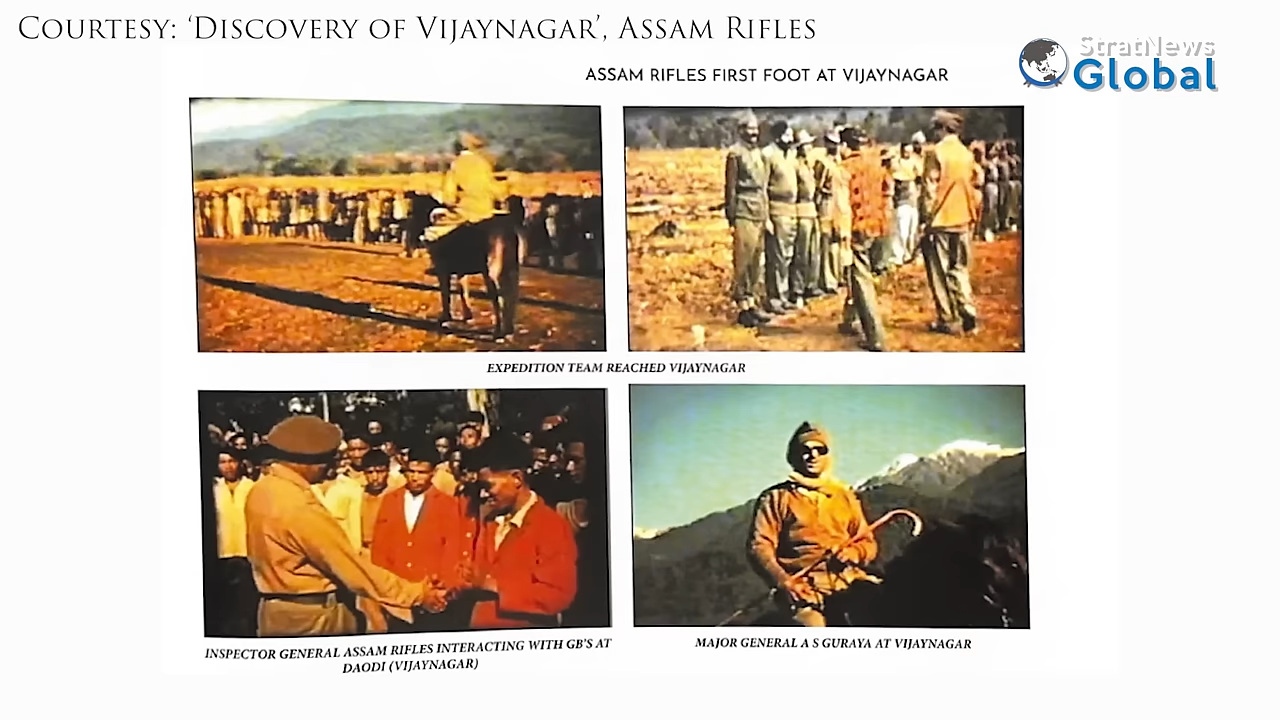 COURTESY: ‘DISCOVERY OF VIJAYNAGAR’, ASSAM RIFLES
StratNews
Global
ASSAM RIFLES FIRST FOOT AT VIJAYNAGAR
EXPEDITION TEAM REACHED VIJAYNAGAR
INSPECTOR GENERAL ASSAM RIFLES INTERACTING WITH GB'S AT
DAODI (VIJAYNAGAR)
MAJOR GENERAL A S GURAYA AT VIJAYNAGAR